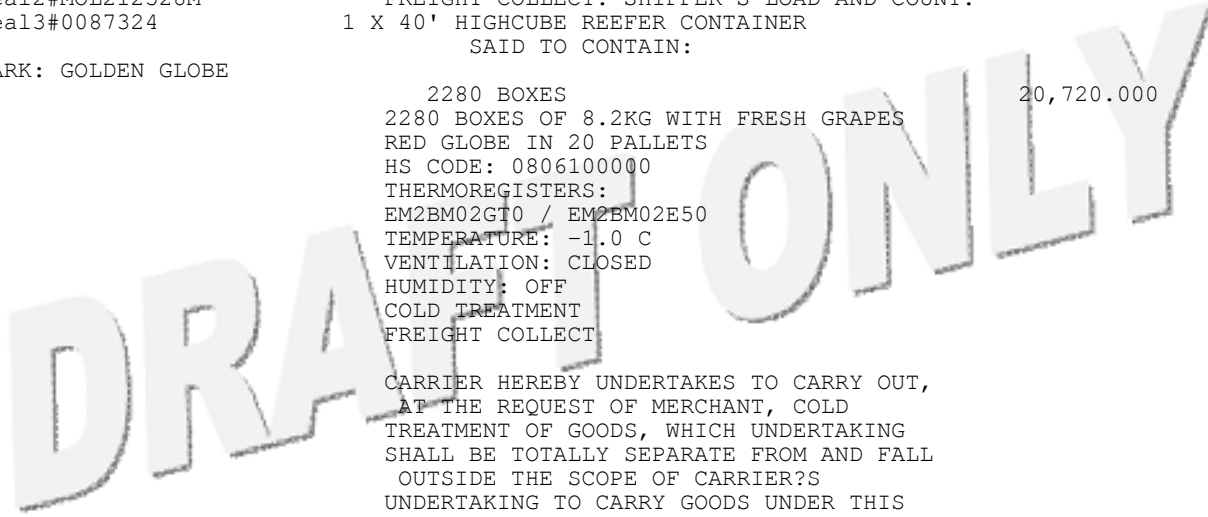 FREIGHT COLLECT. SHIPPER'S LOAD AND COUNT.
eal3#0087324 1 X 40' HIGHCUBE REEFER CONTAINER
SAID TO CONTAIN:
ARK: GOLDEN GLOBE
2280 BOXES 20,720.000
2280 BOXES OF 8.2KG WITH FRESH GRAPES
RED GLOBE IN 20 PALLETS
HS CODE: 0806100000
THERMOREGISTERS:
EM2BM02GT0 / EM2BM02E50
TEMPERATURE: -1.0 C
VENTILATION: CLOSED
HUMIDITY: OFF
COLD TREATMENT
FREIGHT COLLECT
CARRIER HEREBY UNDERTAKES TO CARRY OUT,
AT THE REQUEST OF MERCHANT, COLD
TREATMENT OF GOODS, WHICH UNDERTAKING
SHALL BE TOTALLY SEPARATE FROM AND FALL
OUTSIDE THE SCOPE OF CARRIER?S
UNDERTAKING TO CARRY GOODS UNDER THIS
DRAFT ONLY